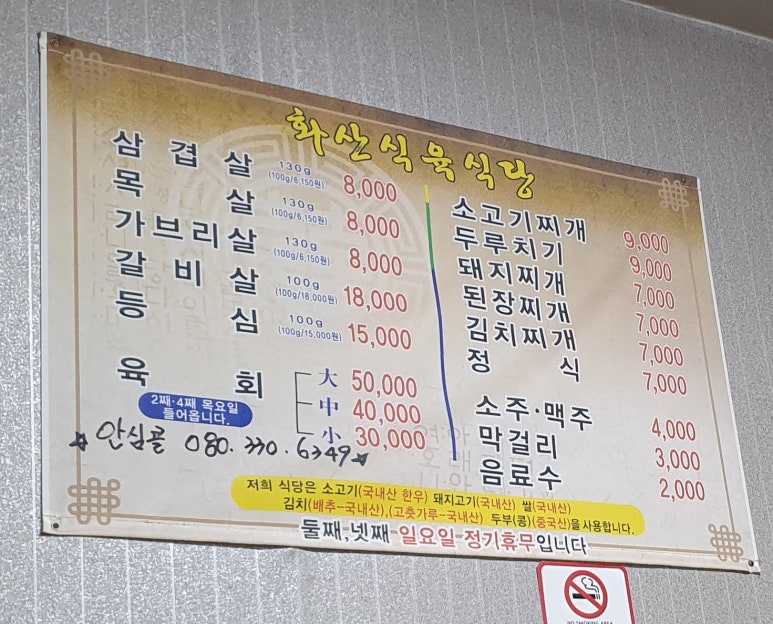 화산식육식당
삼겹살 130g (100g/6,150원) 8,000
목살 130g (100g/6,150원) 8,000
가브리살 130g (100g/6,150원) 8,000
갈비살 100g (100g/18,000원) 18,000
등심 100g (100g/15,000원) 15,000
육회 大 50,000
中 40,000
小 30,000
2째·4째 목요일
들어옵니다.
☆ 안심콜 080.330.6349 ☆
소고기찌개 9,000
두루치기 9,000
돼지찌개 7,000
된장찌개 7,000
김치찌개 7,000
정식 7,000
소주·맥주 4,000
막걸리 3,000
음료수 2,000
저희 식당은 소고기(국내산 한우) 돼지고기(국내산) 쌀(국내산)
김치(배추-국내산),(고춧가루-국내산) 두부(콩)(중국산)을 사용합니다.
둘째,넷째 일요일 정기휴무입니다
NO SMOKING AREA